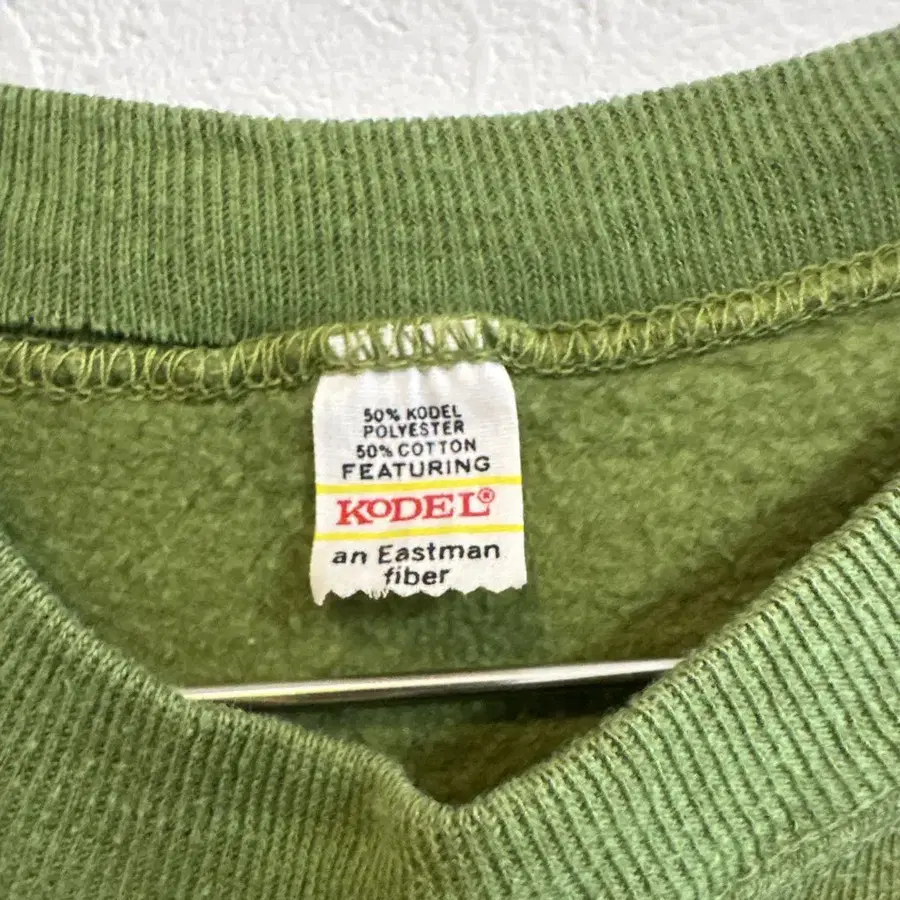 50% KODEL
POLYESTER
50% COTTON
FEATURING
KODEL®
an Eastman
fiber